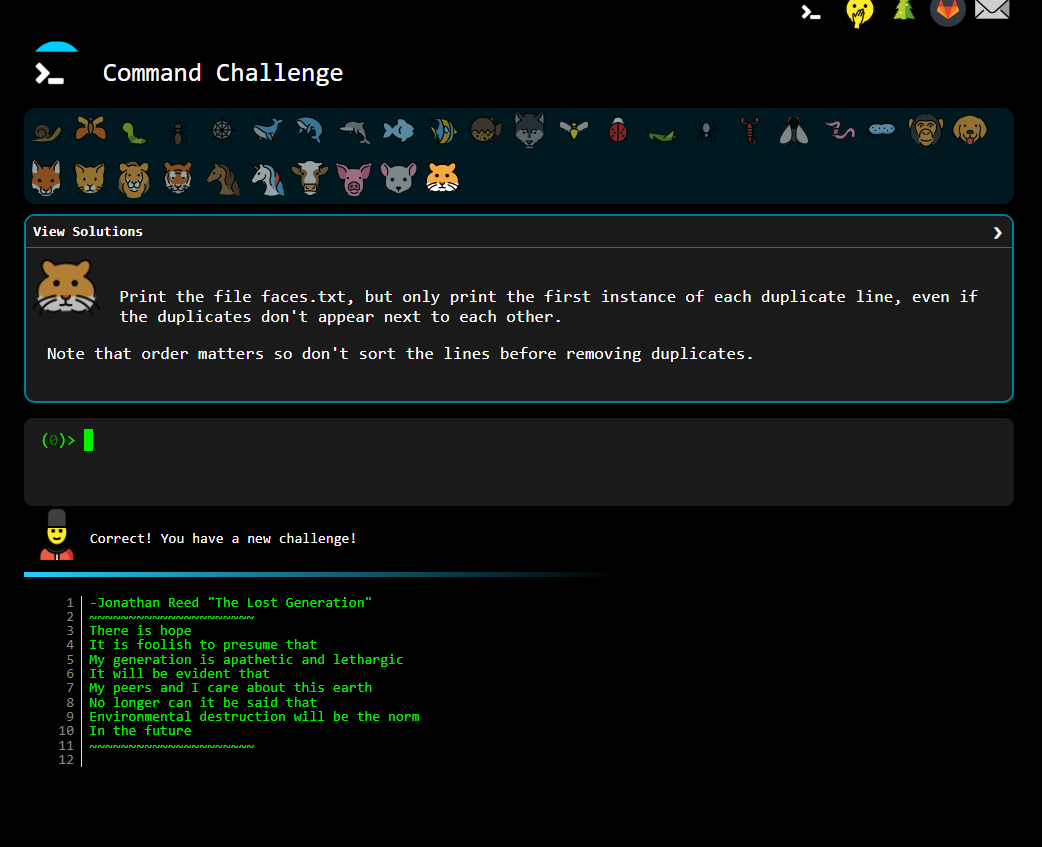 Command Challenge
View Solutions
Print the file faces.txt, but only print the first instance of each duplicate line, even if
the duplicates don't appear next to each other.
Note that order matters so don't sort the lines before removing duplicates.
(0)>
Correct! You have a new challenge!
1 -Jonathan Reed "The Lost Generation"
2 ~~~~~~~~~~~~~~~~~~~~~
3 There is hope
4 It is foolish to presume that
5 My generation is apathetic and lethargic
6 It will be evident that
7 My peers and I care about this earth
8 No longer can it be said that
9 Environmental destruction will be the norm
10 In the future
11 ~~~~~~~~~~~~~~~~~~~~~
12